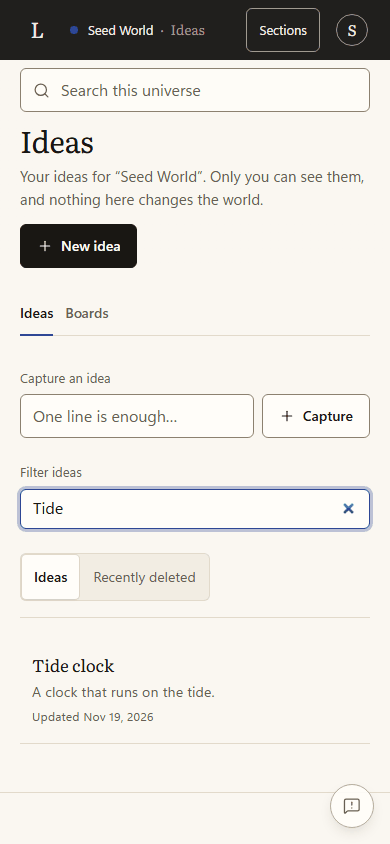 L Seed World · Ideas Sections S
Search this universe
Ideas
Your ideas for “Seed World”. Only you can see them,
and nothing here changes the world.
+ New idea
Ideas Boards
Capture an idea
One line is enough... + Capture
Filter ideas
Tide
Ideas Recently deleted
Tide clock
A clock that runs on the tide.
Updated Nov 19, 2026